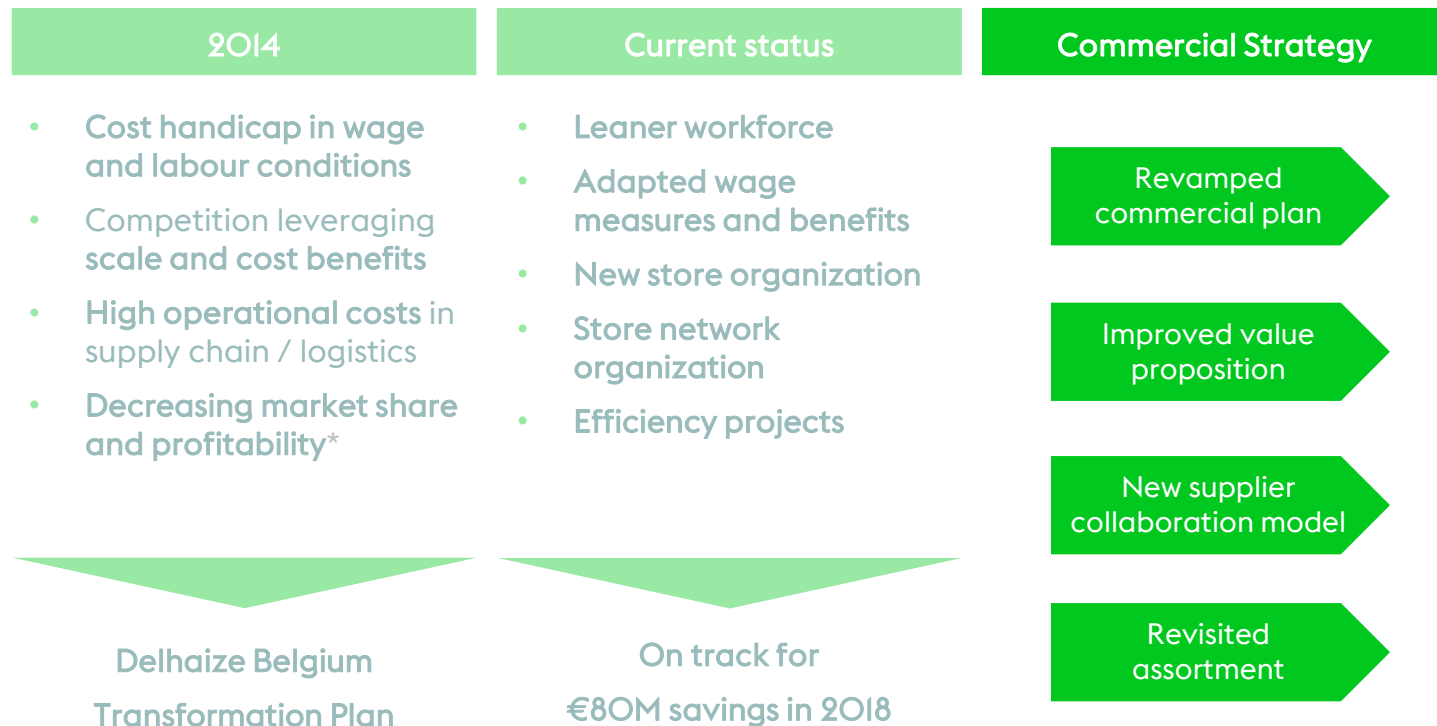 2014
• Cost handicap in wage
and labour conditions
• Competition leveraging
scale and cost benefits
• High operational costs in
supply chain / logistics
• Decreasing market share
and profitability*
Delhaize Belgium
Transformation Plan
Current status
• Leaner workforce
• Adapted wage
measures and benefits
• New store organization
• Store network
organization
• Efficiency projects
On track for
€80M savings in 2018
Commercial Strategy
Revamped
commercial plan
Improved value
proposition
New supplier
collaboration model
Revisited
assortment